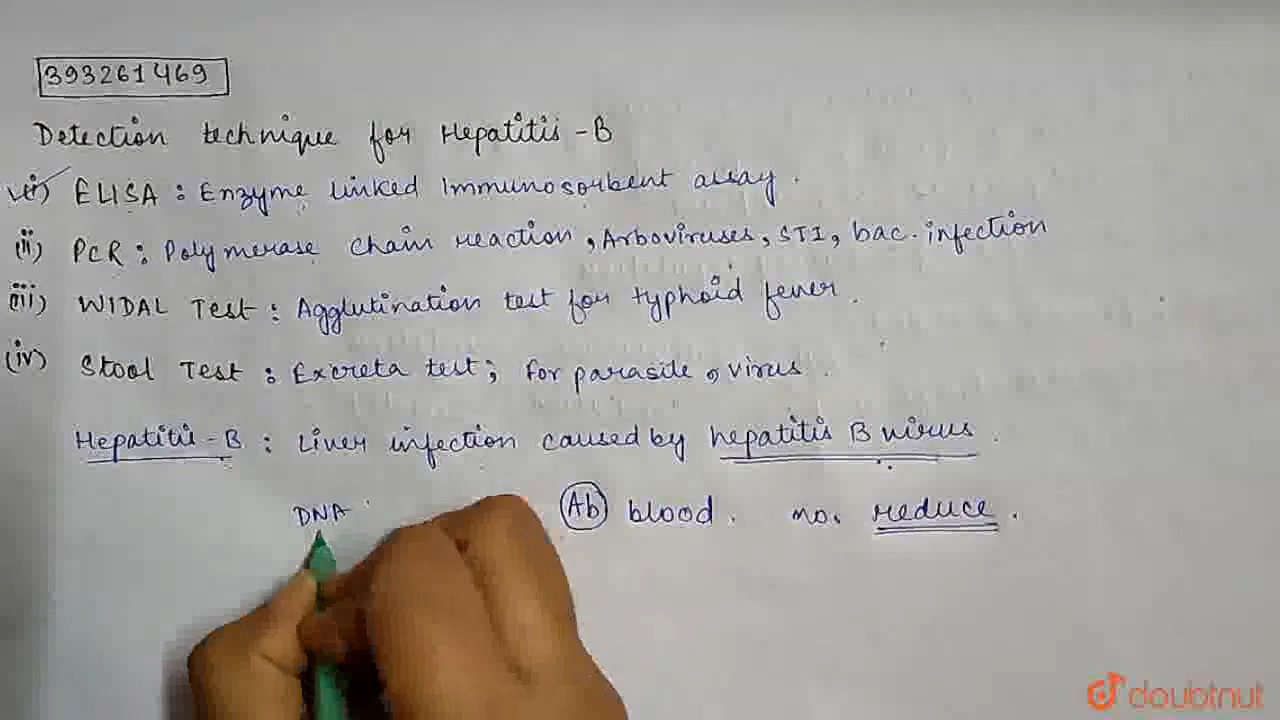 393261469
Detection technique for Hepatitis-B
(i) ELISA : Enzyme linked Immunosorbent assay.
(ii) PCR : Polymerase chain reaction, Arboviruses, STI, bac. infection
(iii) WIDAL Test : Agglutination test for typhoid fever.
(iv) Stool Test : Excreta test; for parasite, virus.
Hepatitis-B : Liver infection caused by hepatitis B virus.
DNA (Ab) blood. no. reduce.
doubtnut